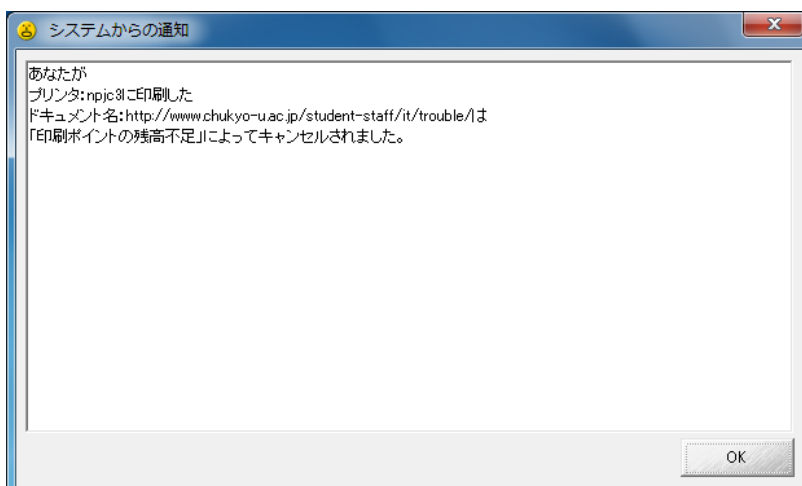 システムからの通知
あなたが
プリンタ:npjc3に印刷した
ドキュメント名:http://www.chukyo-u.ac.jp/student-staff/it/trouble/は
「印刷ポイントの残高不足」によってキャンセルされました。
OK